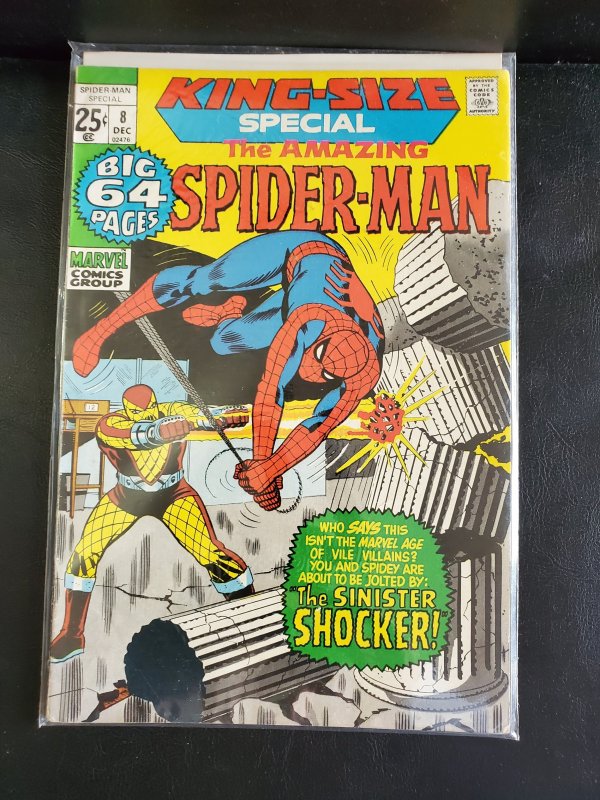 SPIDER-MAN
SPECIAL
25¢
CC
8
DEC
02476
KING-SIZE
SPECIAL
The AMAZING
SPIDER-MAN
TM
APPROVED
BY THE
COMICS
CODE
AUTHORITY
BIG
64
PAGES
MARVEL
COMICS
GROUP
12
WHO SAYS THIS
ISN'T THE MARVEL AGE
OF VILE VILLAINS?
YOU AND SPIDEY ARE
ABOUT TO BE JOLTED BY:
"The SINISTER
SHOCKER!"